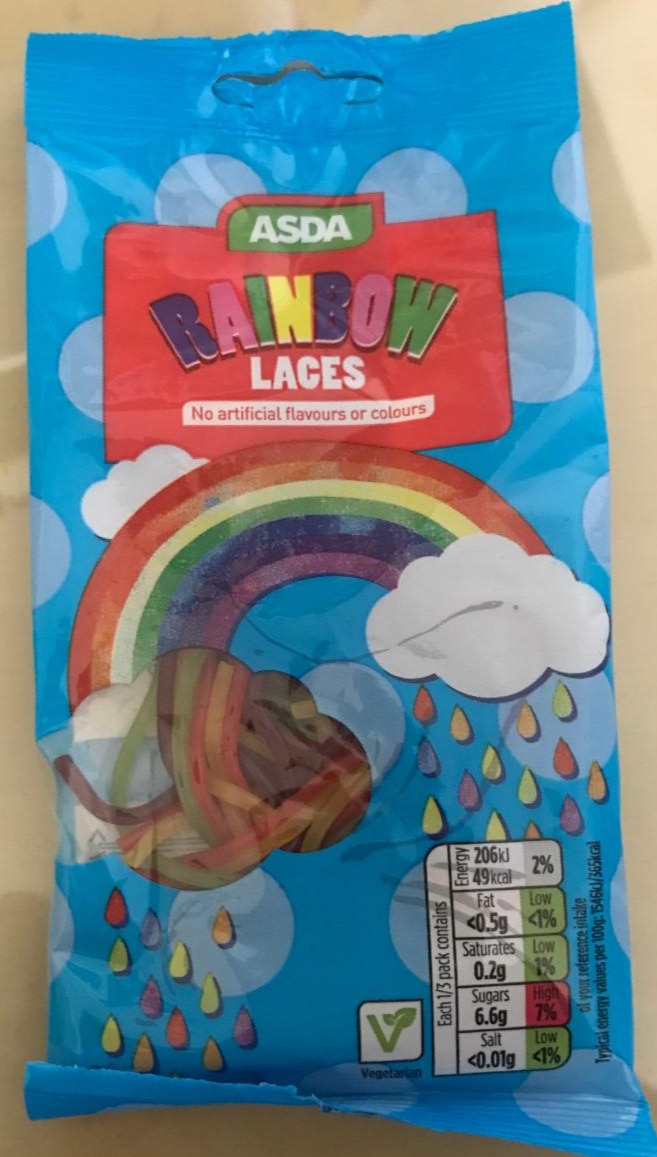 ASDA
RAINBOW
LACES
No artificial flavours or colours
Each 1/3 pack contains
Energy 206kJ 49kcal 2%
Fat <0.5g Low <1%
Saturates 0.2g Low 1%
Sugars 6.6g High 7%
Salt <0.01g Low <1%
of your reference intake
Typical energy values per 100g: 1546kJ/365kcal
Vegetarian